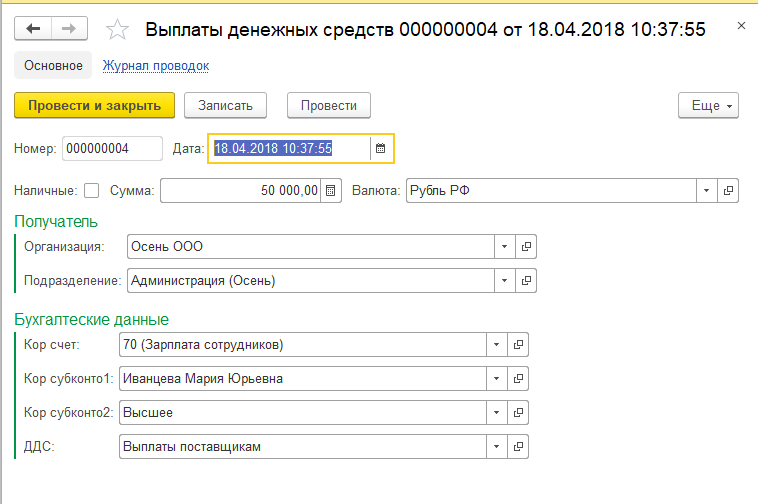 Выплаты денежных средств 000000004 от 18.04.2018 10:37:55
Основное Журнал проводок
Провести и закрыть Записать Провести Еще
Номер: 000000004 Дата: 18.04.2018 10:37:55
Наличные: Сумма: 50 000,00 Валюта: Рубль РФ
Получатель
Организация: Осень ООО
Подразделение: Администрация (Осень)
Бухгалтеские данные
Кор счет: 70 (Зарплата сотрудников)
Кор субконто1: Иванцева Мария Юрьевна
Кор субконто2: Высшее
ДДС: Выплаты поставщикам